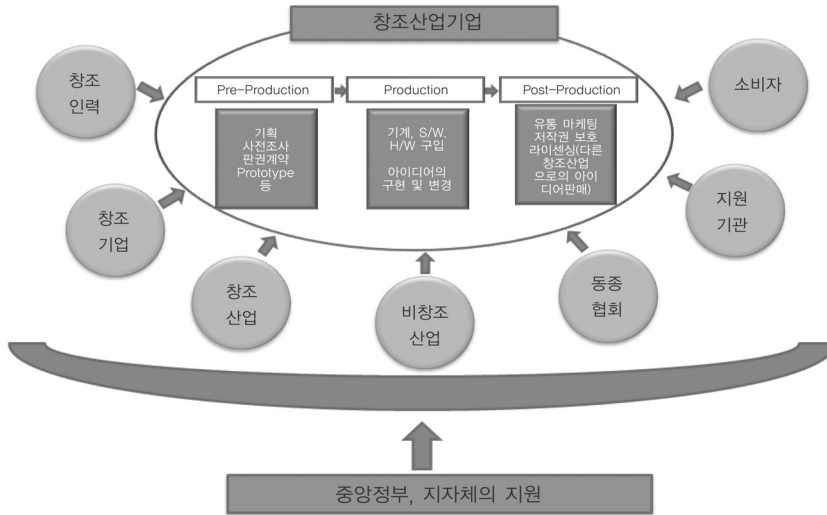 창조산업기업
창조
인력
Pre-Production
Production
Post-Production
소비자
기획
사전조사
판권계약
Prototype
등
기계, S/W,
H/W 구입
아이디어의
구현 및 변경
유통 마케팅
저작권 보호
라이센싱(다른
창조산업
으로의 아이
디어판매)
창조
기업
지원
기관
창조
산업
비창조
산업
동종
협회
중앙정부, 지자체의 지원